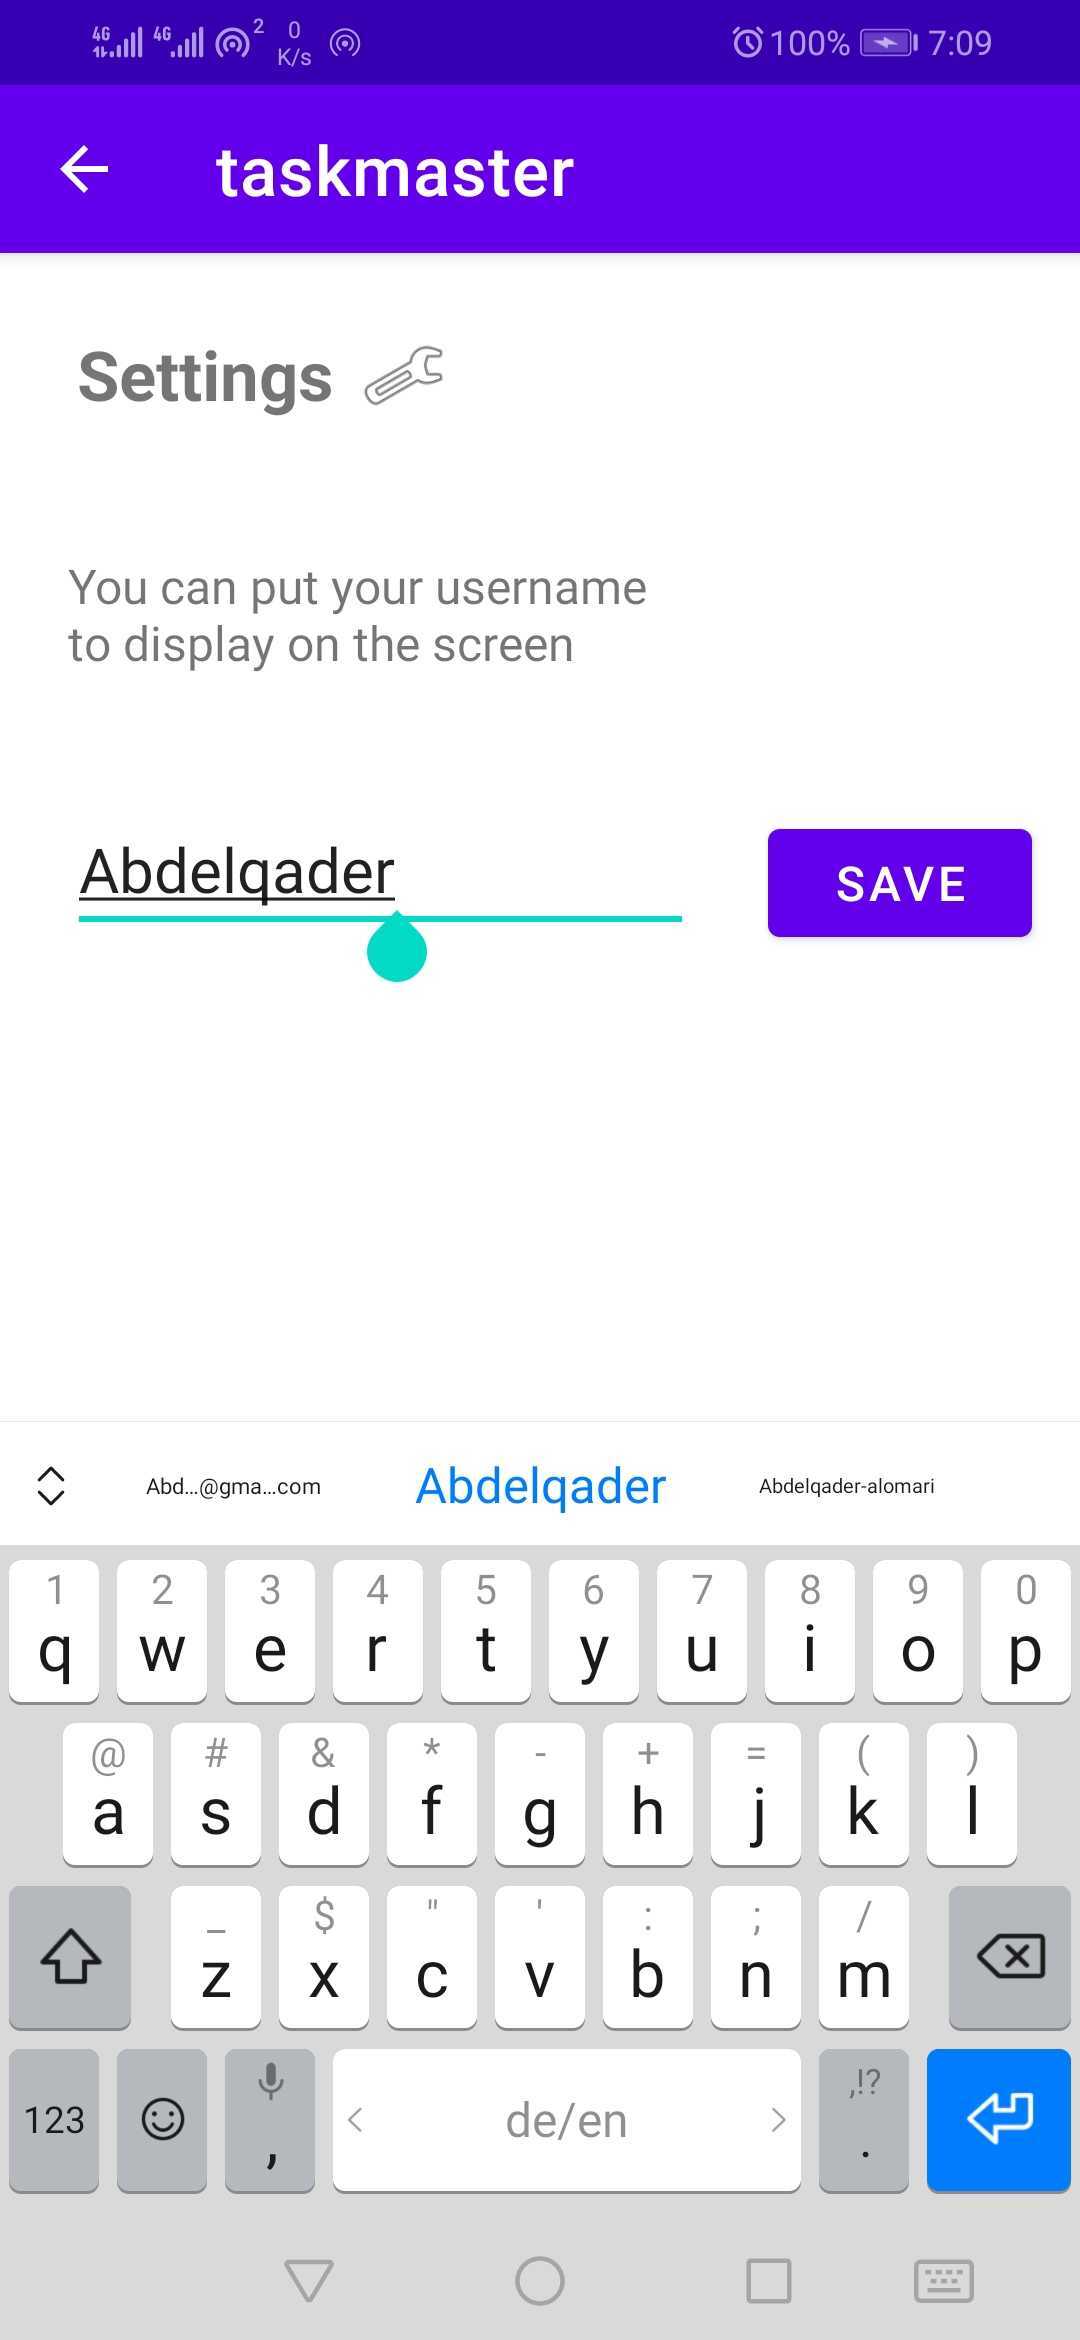 4G 4G 2 0 K/s 100% 7:09
taskmaster
Settings
You can put your username
to display on the screen
Abdelqader
SAVE
Abd...@gma...com Abdelqader Abdelqader-alomari
1 2 3 4 5 6 7 8 9 0
q w e r t y u i o p
@ # & * - + = ( )
a s d f g h j k l
_ $ " ' : ; /
z x c v b n m
,!?
123 , < de/en > .